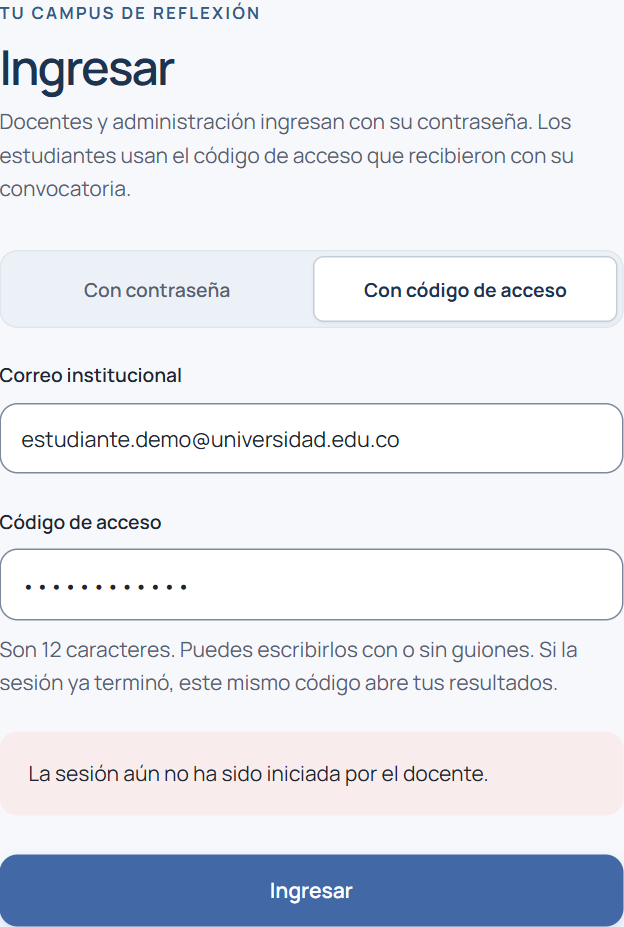 TU CAMPUS DE REFLEXIÓN
Ingresar
Docentes y administración ingresan con su contraseña. Los
estudiantes usan el código de acceso que recibieron con su
convocatoria.
Con contraseña
Con código de acceso
Correo institucional
estudiante.demo@universidad.edu.co
Código de acceso
••••••••••••
Son 12 caracteres. Puedes escribirlos con o sin guiones. Si la
sesión ya terminó, este mismo código abre tus resultados.
La sesión aún no ha sido iniciada por el docente.
Ingresar